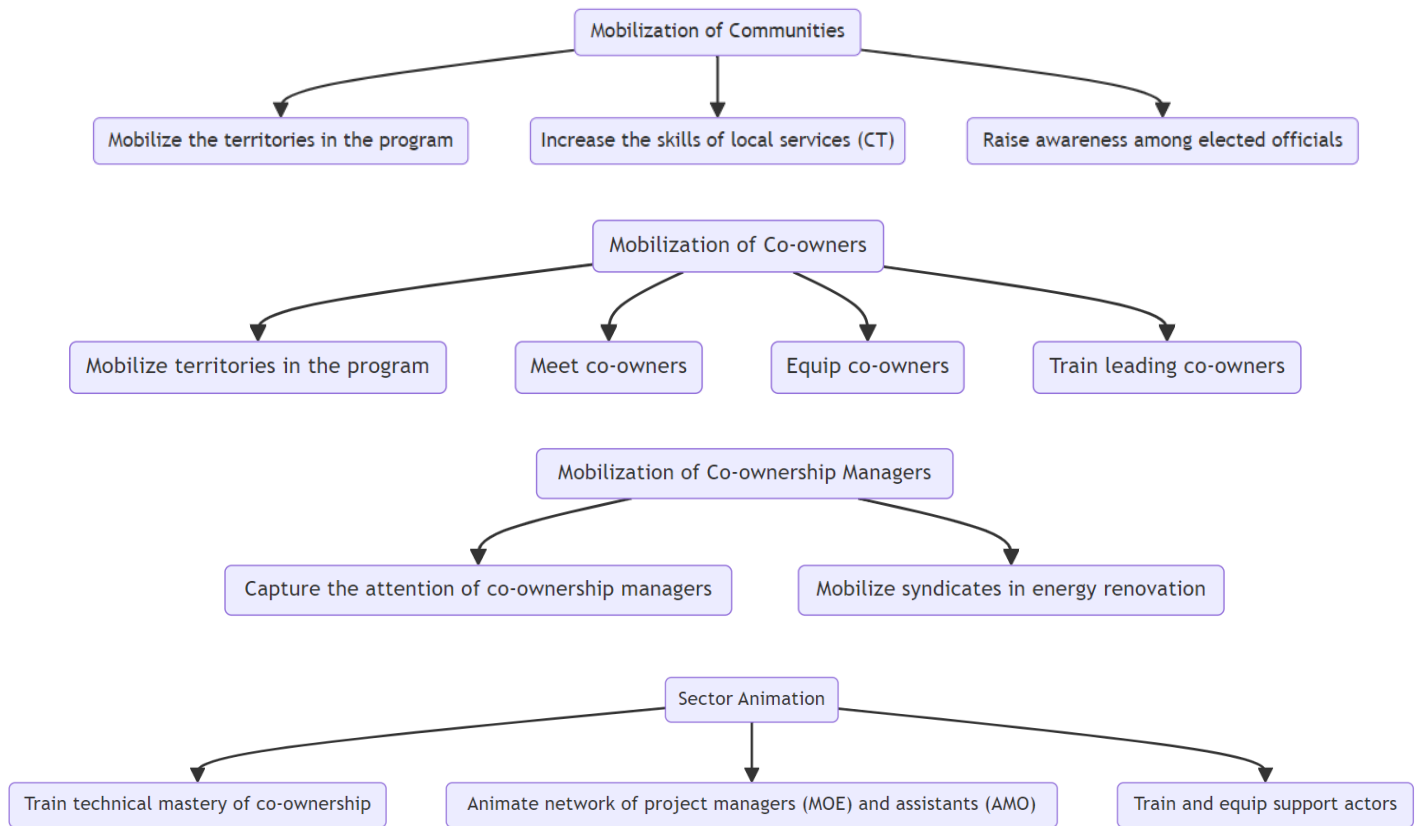 Mobilization of Communities
Mobilize the territories in the program
Increase the skills of local services (CT)
Raise awareness among elected officials
Mobilization of Co-owners
Mobilize territories in the program
Meet co-owners
Equip co-owners
Train leading co-owners
Mobilization of Co-ownership Managers
Capture the attention of co-ownership managers
Mobilize syndicates in energy renovation
Sector Animation
Train technical mastery of co-ownership
Animate network of project managers (MOE) and assistants (AMO)
Train and equip support actors